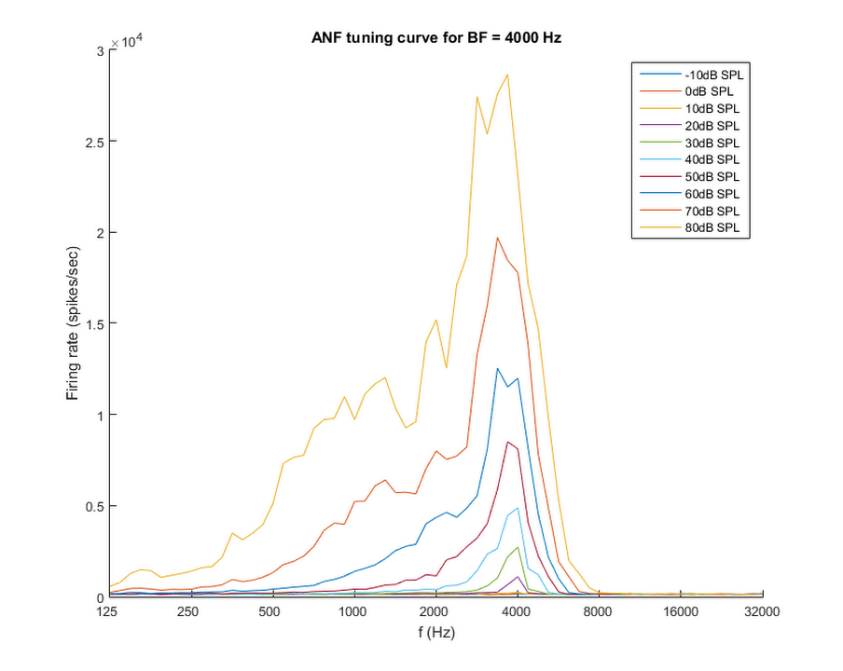 ANF tuning curve for BF = 4000 Hz
× 10⁴
3
2.5
2
1.5
1
0.5
0
Firing rate (spikes/sec)
125 250 500 1000 2000 4000 8000 16000 32000
f (Hz)
-10dB SPL
0dB SPL
10dB SPL
20dB SPL
30dB SPL
40dB SPL
50dB SPL
60dB SPL
70dB SPL
80dB SPL